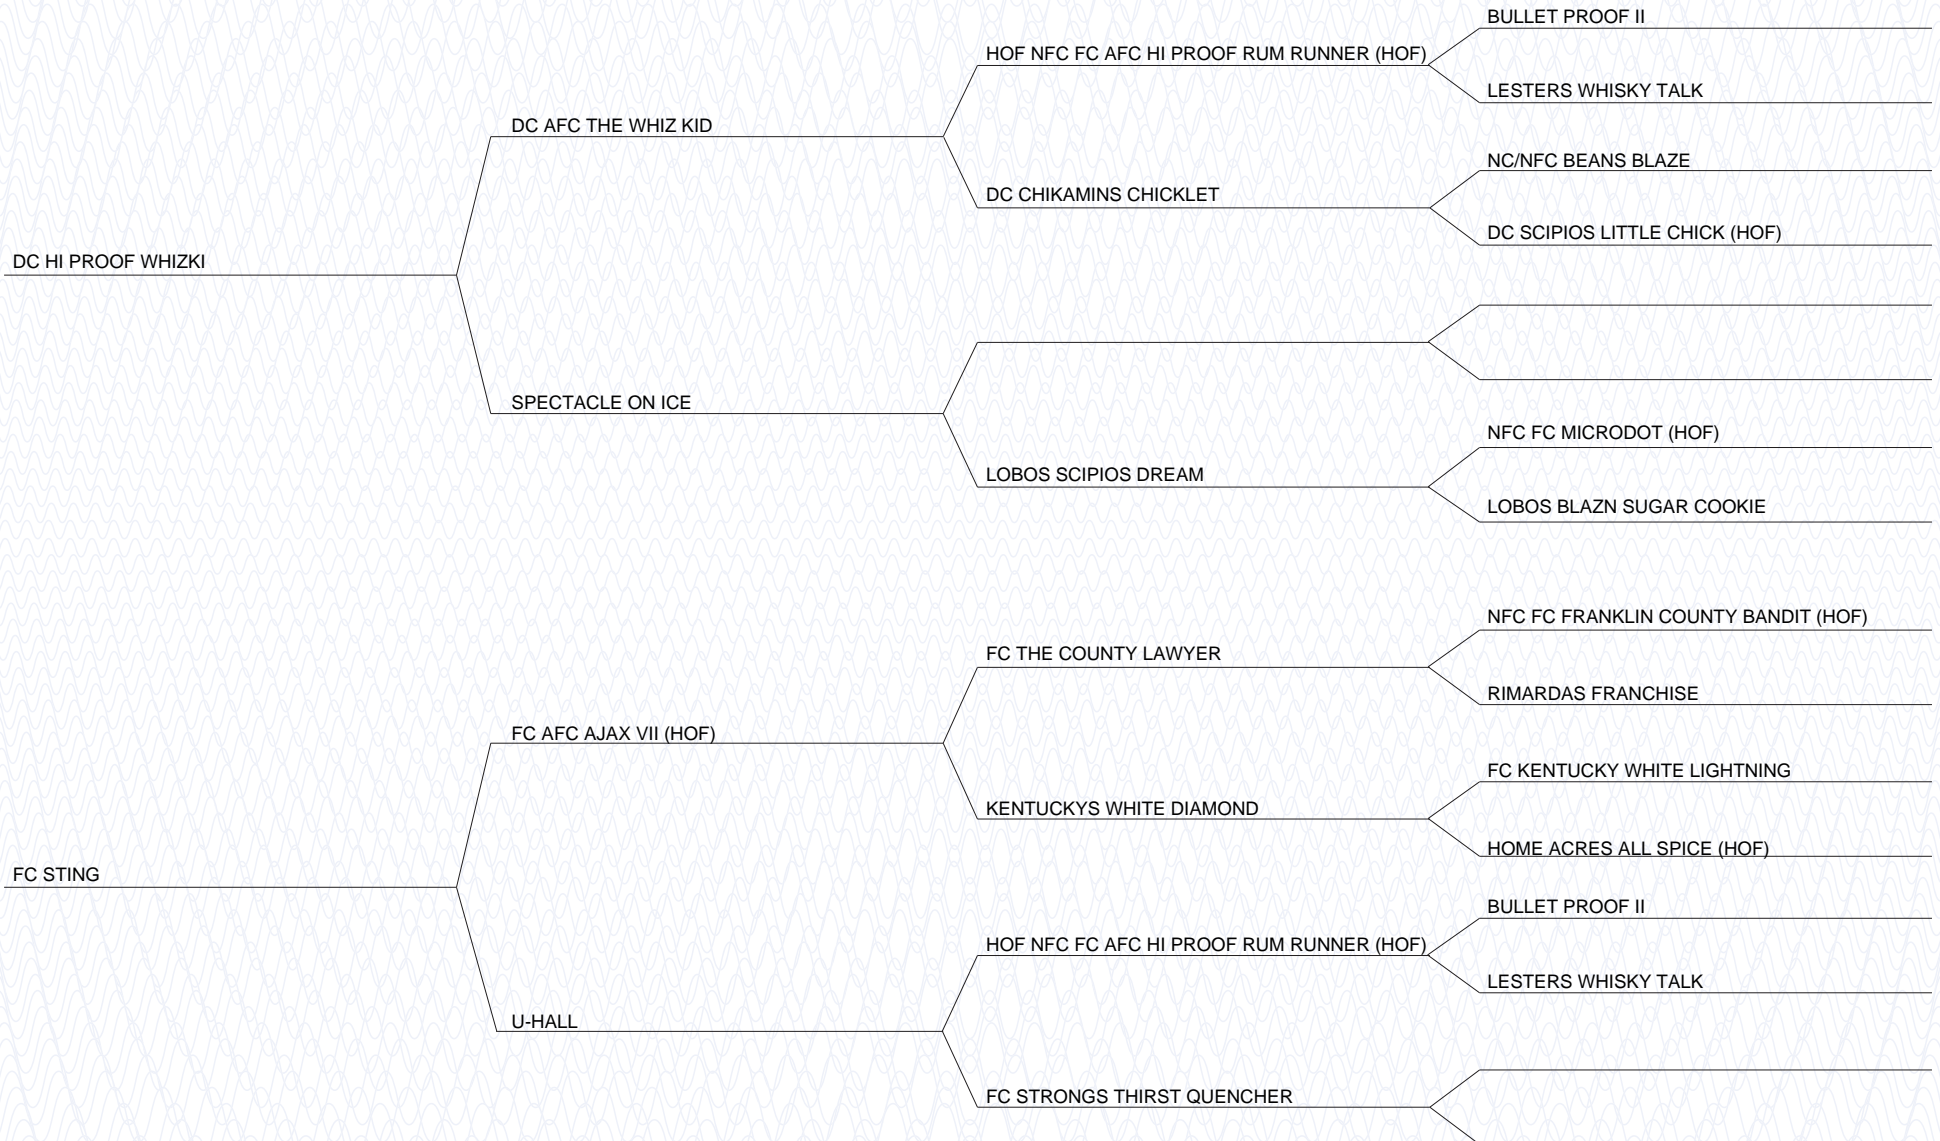 BULLET PROOF II
HOF NFC FC AFC HI PROOF RUM RUNNER (HOF)
LESTERS WHISKY TALK
DC AFC THE WHIZ KID
NC/NFC BEANS BLAZE
DC CHIKAMINS CHICKLET
DC SCIPIOS LITTLE CHICK (HOF)
DC HI PROOF WHIZKI
SPECTACLE ON ICE
NFC FC MICRODOT (HOF)
LOBOS SCIPIOS DREAM
LOBOS BLAZN SUGAR COOKIE
NFC FC FRANKLIN COUNTY BANDIT (HOF)
FC THE COUNTY LAWYER
RIMARDAS FRANCHISE
FC AFC AJAX VII (HOF)
FC KENTUCKY WHITE LIGHTNING
KENTUCKYS WHITE DIAMOND
HOME ACRES ALL SPICE (HOF)
FC STING
BULLET PROOF II
HOF NFC FC AFC HI PROOF RUM RUNNER (HOF)
LESTERS WHISKY TALK
U-HALL
FC STRONGS THIRST QUENCHER